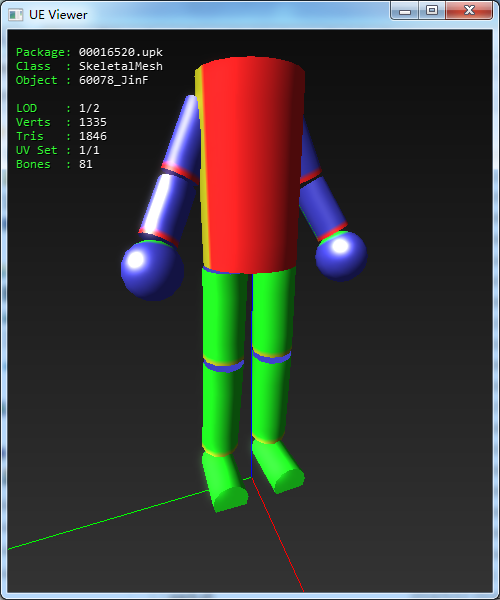 UE Viewer
Package: 00016520.upk
Class  : SkeletalMesh
Object : 60078_JinF
LOD    : 1/2
Verts  : 1335
Tris   : 1846
UV Set : 1/1
Bones  : 81